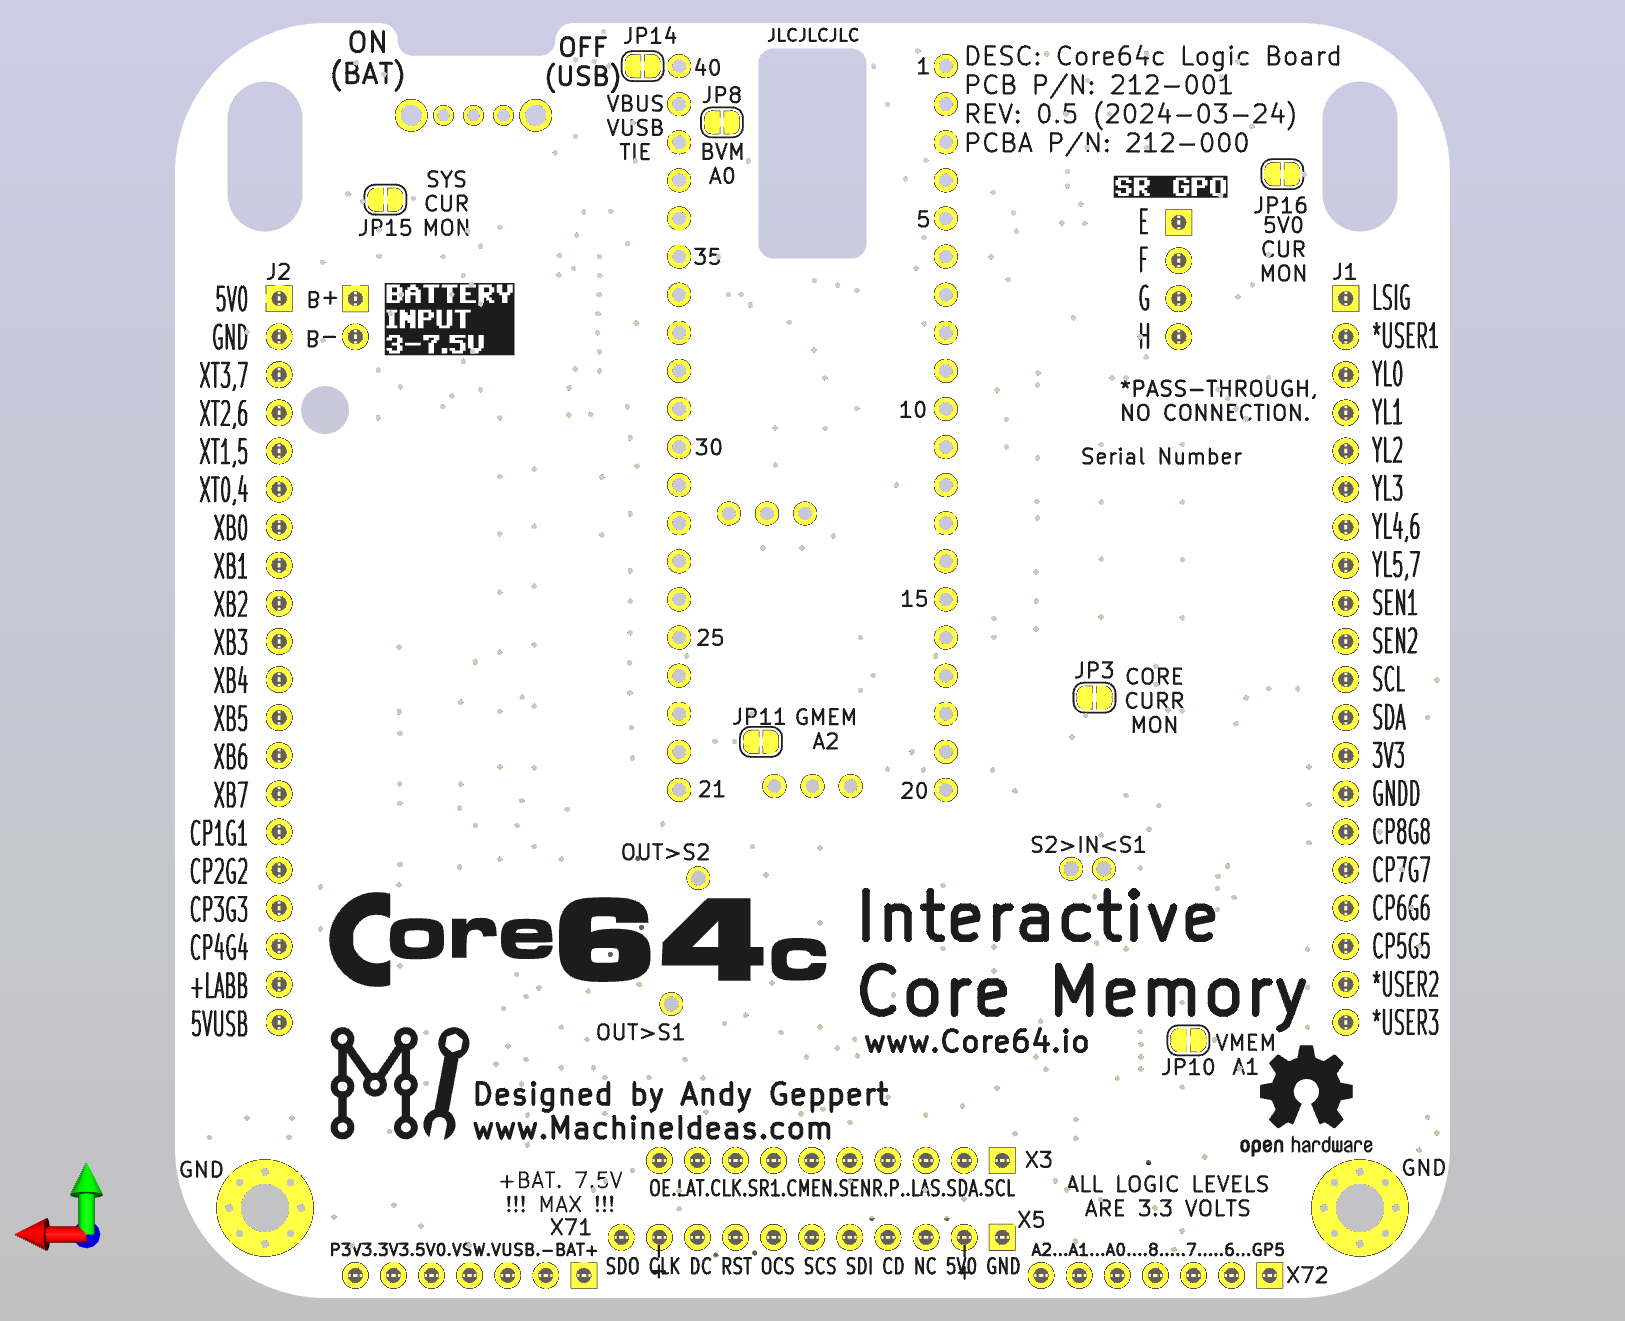 ON
(BAT)
OFF
(USB)
JP14
JLCJLCJLC
40
VBUS
VUSB
TIE
JP8
BVM
A0
1
DESC: Core64c Logic Board
PCB P/N: 212-001
REV: 0.5 (2024-03-24)
PCBA P/N: 212-000
SYS
CUR
JP15 MON
SR GPO
E
F
G
H
JP16
5V0
CUR
MON
5
35
J2
5V0
GND
XT3,7
XT2,6
XT1,5
XT0,4
XB0
XB1
XB2
XB3
XB4
XB5
XB6
XB7
CP1G1
CP2G2
CP3G3
CP4G4
+LABB
5VUSB
B+
B-
BATTERY
INPUT
3-7.5V
J1
LSIG
*USER1
YL0
YL1
YL2
YL3
YL4,6
YL5,7
SEN1
SEN2
SCL
SDA
3V3
GNDD
CP8G8
CP7G7
CP6G6
CP5G5
*USER2
*USER3
*PASS-THROUGH,
NO CONNECTION.
10
30
Serial Number
15
25
JP3
CORE
CURR
MON
JP11 GMEM
A2
21
20
OUT>S2
S2>IN<S1
Core64c
Interactive
Core Memory
www.Core64.io
OUT>S1
VMEM
JP10 A1
Designed by Andy Geppert
www.MachineIdeas.com
open hardware
GND
GND
+BAT. 7.5V
!!! MAX !!!
X3
OE.LAT.CLK.SR1.CMEN.SENR.P..LAS.SDA.SCL
ALL LOGIC LEVELS
ARE 3.3 VOLTS
X71
P3V3.3V3.5V0.VSW.VUSB.-BAT+
X5
SDO CLK DC RST OCS SCS SDI CD NC 5V0 GND
A2...A1...A0....8.....7.....6...GP5
X72